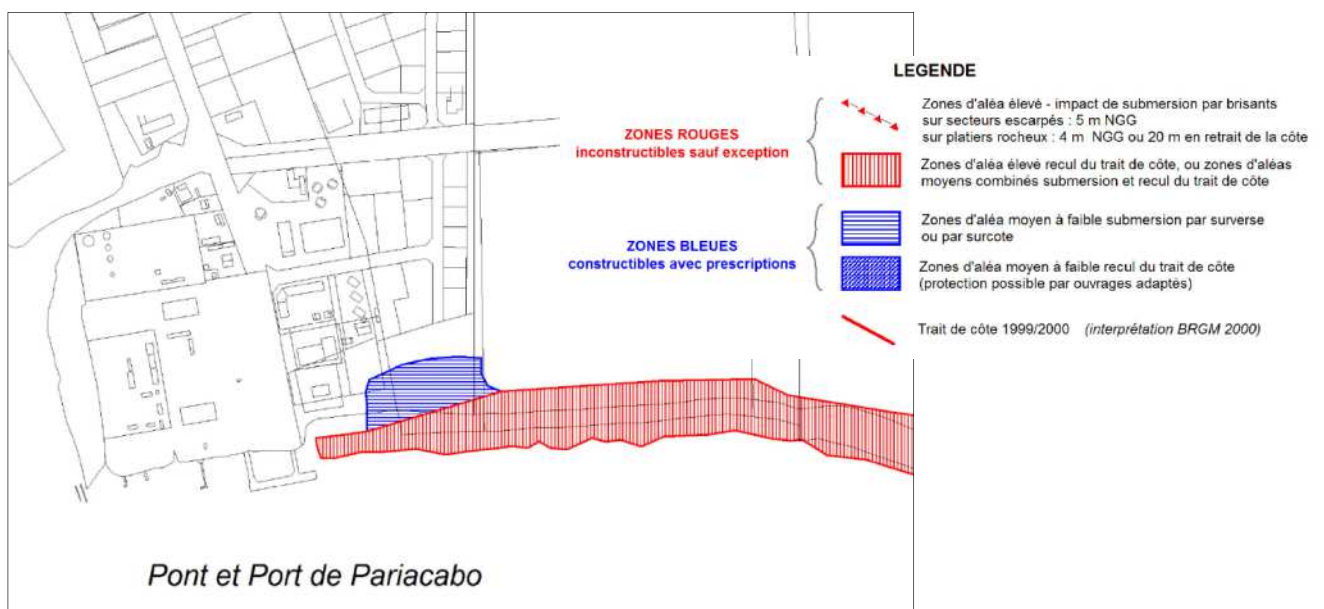 LEGENDE
ZONES ROUGES
inconstructibles sauf exception
Zones d'aléa élevé - impact de submersion par brisants
sur secteurs escarpés : 5 m NGG
sur platiers rocheux : 4 m NGG ou 20 m en retrait de la côte
Zones d'aléa élevé recul du trait de côte, ou zones d'aléas
moyens combinés submersion et recul du trait de côte
ZONES BLEUES
constructibles avec prescriptions
Zones d'aléa moyen à faible submersion par surverse
ou par surcote
Zones d'aléa moyen à faible recul du trait de côte
(protection possible par ouvrages adaptés)
Trait de côte 1999/2000 (interprétation BRGM 2000)
Pont et Port de Pariacabo